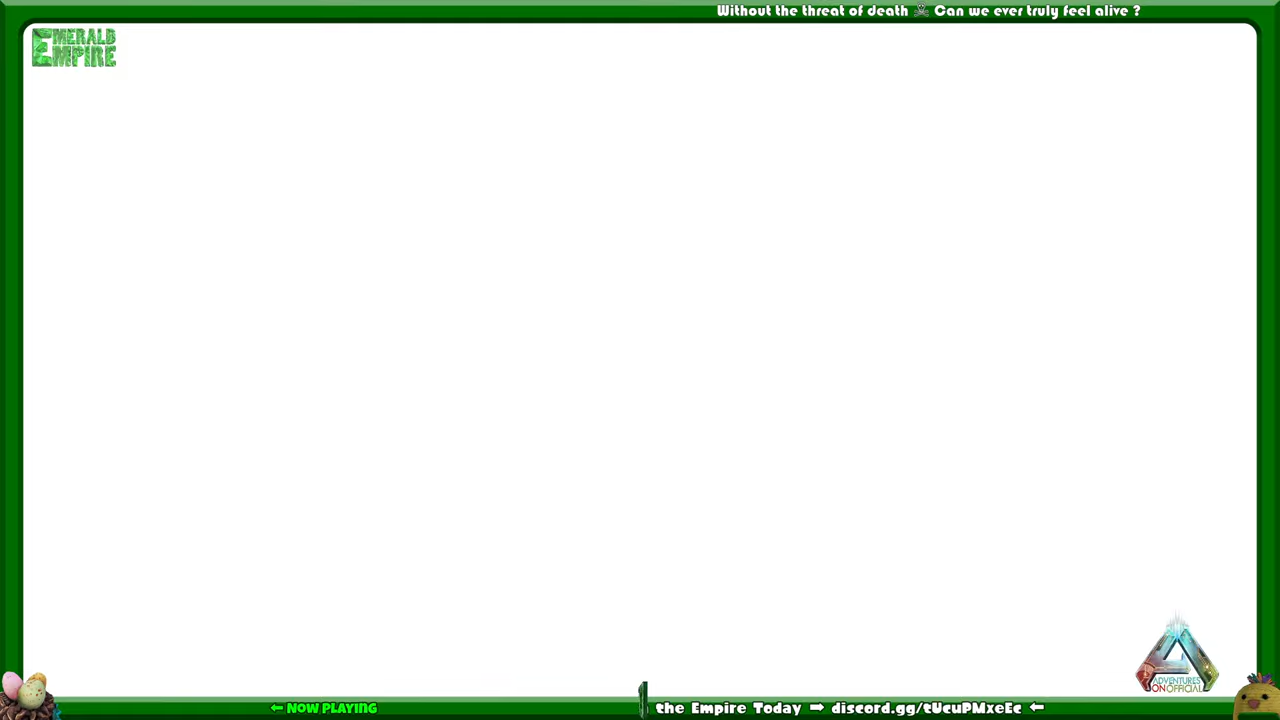 Without the threat of death ☠ Can we ever truly feel alive ?
EMERALD
EMPIRE
ADVENTURES
ON OFFICIAL
⬅ NOW PLAYING
the Empire Today ➡ discord.gg/tUcuPMxeEc ⬅